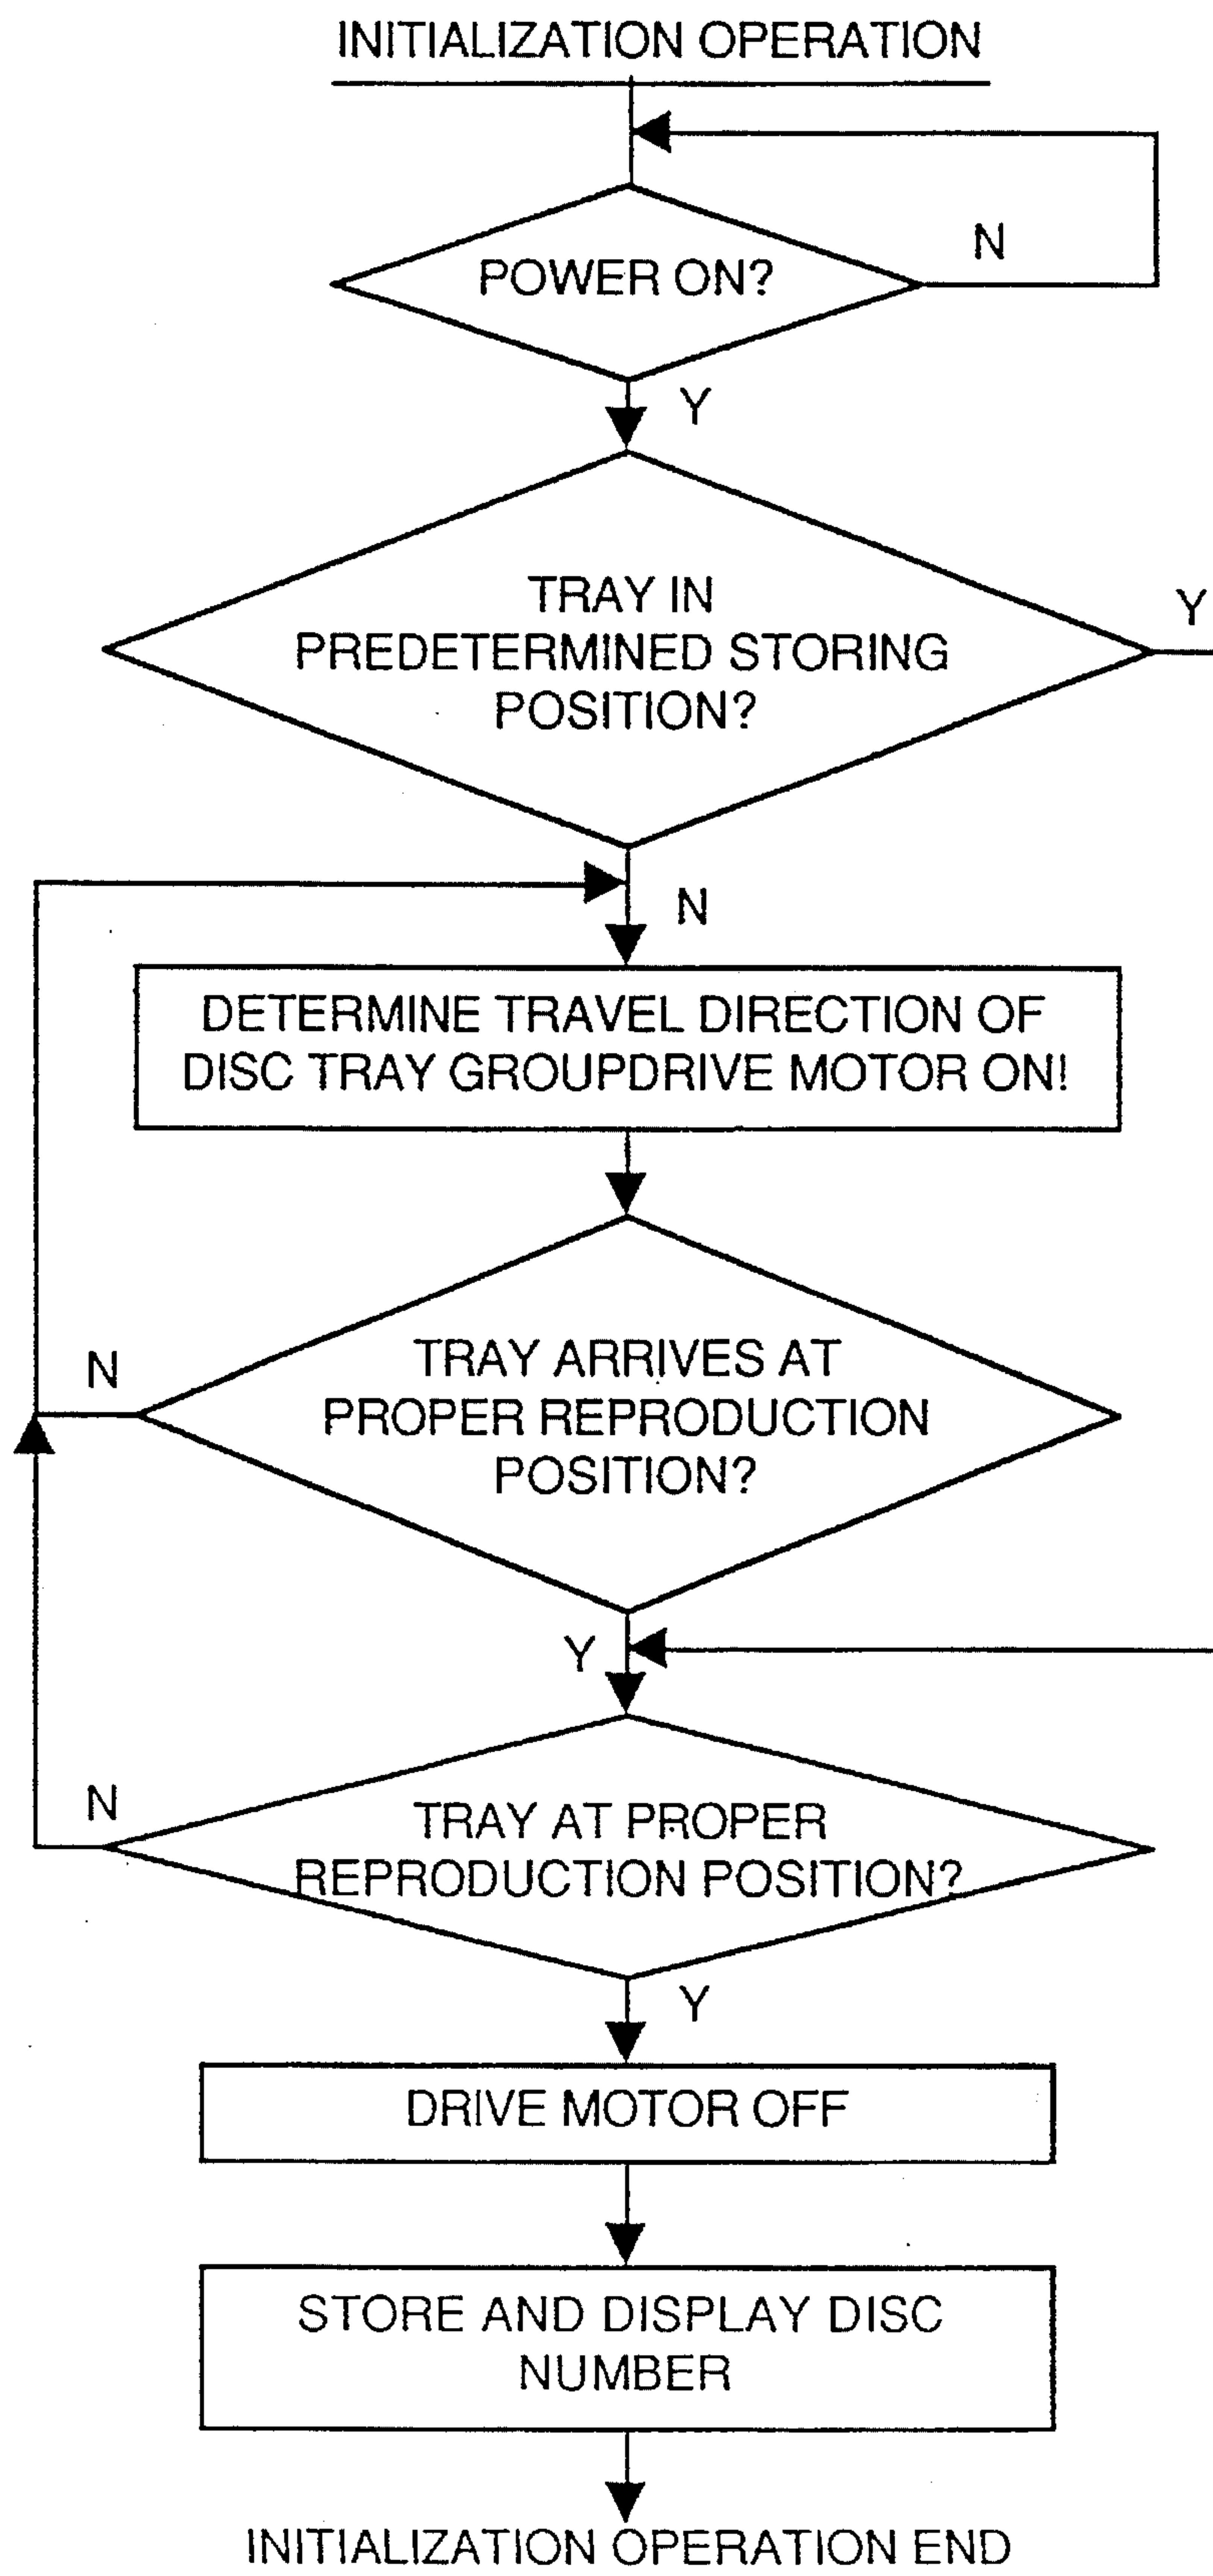 INITIALIZATION OPERATION
N
POWER ON?
Y
TRAY IN
Y
PREDETERMINED STORING
POSITION?
N
DETERMINE TRAVEL DIRECTION OF
DISC TRAY GROUPDRIVE MOTOR ON!
TRAY ARRIVES AT
N
PROPER REPRODUCTION
POSITION?
Y
N
TRAY AT PROPER
REPRODUCTION POSITION?
Y
DRIVE MOTOR OFF
STORE AND DISPLAY DISC
NUMBER
INITIALIZATION OPERATION END